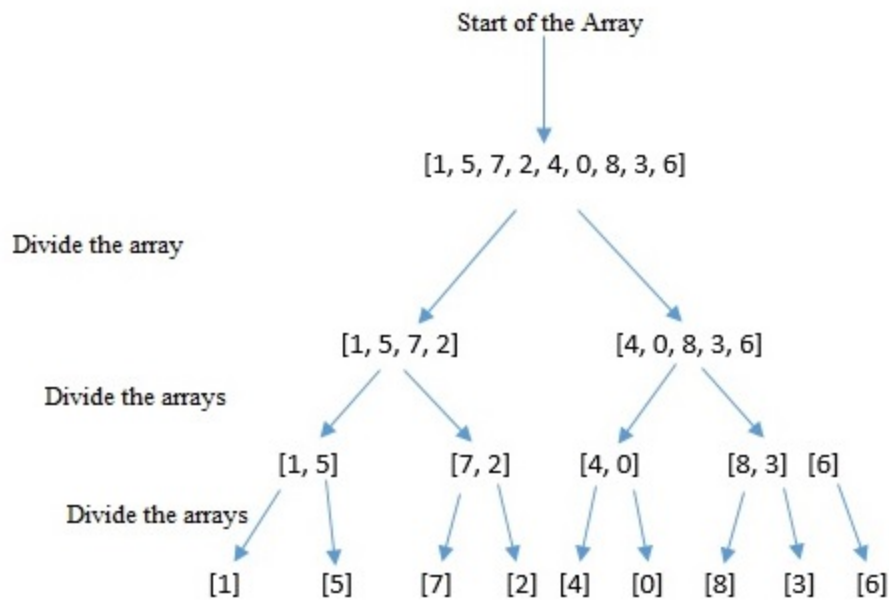 Start of the Array
[1, 5, 7, 2, 4, 0, 8, 3, 6]
Divide the array
[1, 5, 7, 2] [4, 0, 8, 3, 6]
Divide the arrays
[1, 5] [7, 2] [4, 0] [8, 3] [6]
Divide the arrays
[1] [5] [7] [2] [4] [0] [8] [3] [6]